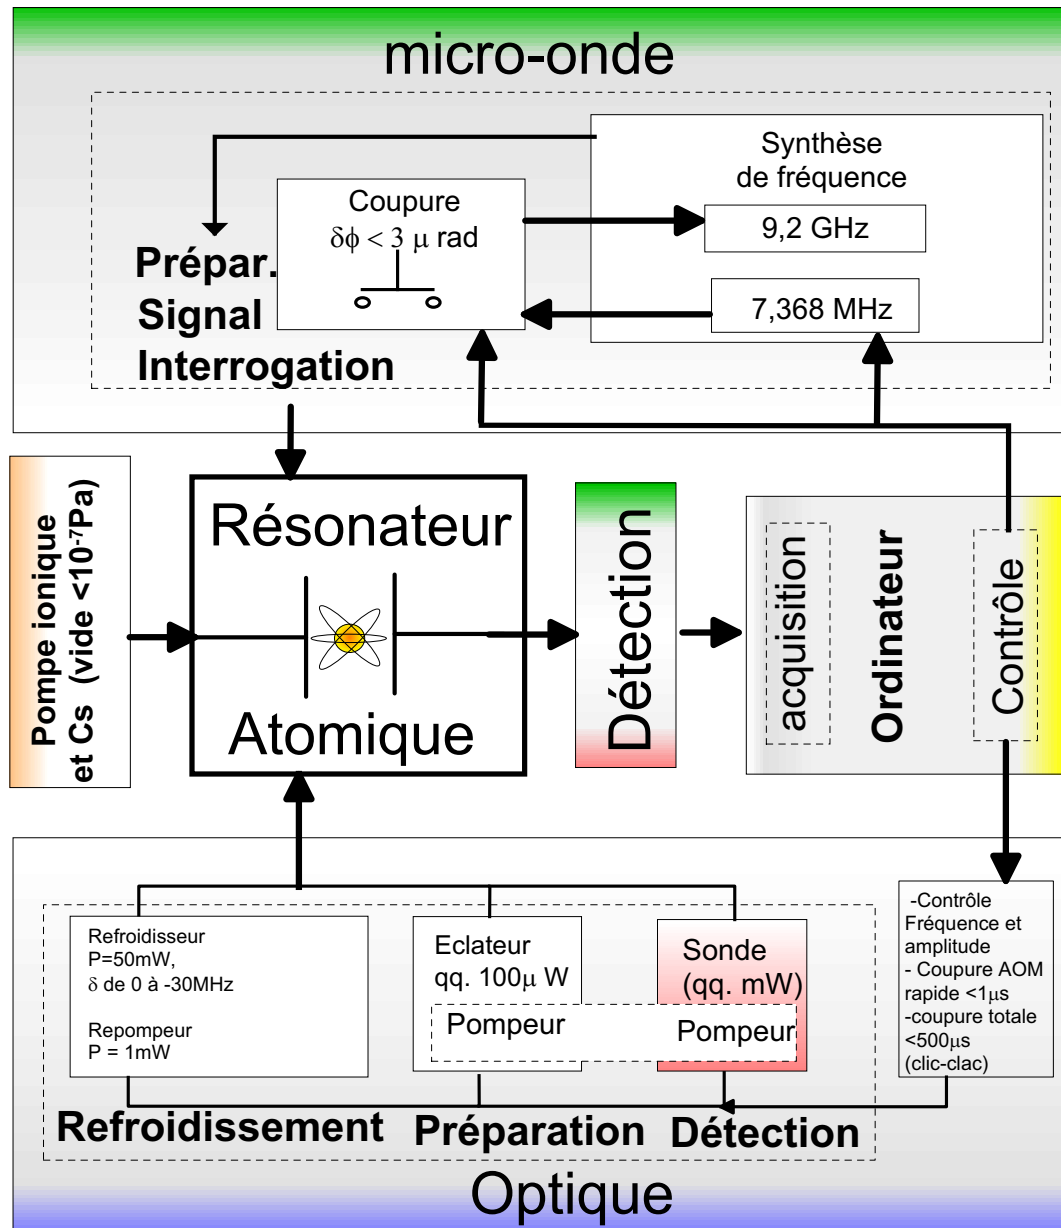 micro-onde
Synthèse
de fréquence
9,2 GHz
7,368 MHz
Coupure
δϕ < 3 μ rad
Prépar.
Signal
Interrogation
Pompe ionique
et Cs (vide <10⁻⁷Pa)
Résonateur
Atomique
Détection
acquisition
Ordinateur
Contrôle
Refroidisseur
P=50mW,
δ de 0 à -30MHz
Repompeur
P = 1mW
Eclateur
qq. 100μ W
Pompeur
Sonde
(qq. mW)
Pompeur
-Contrôle
Fréquence et
amplitude
- Coupure AOM
rapide <1μs
-coupure totale
<500μs
(clic-clac)
Refroidissement
Préparation
Détection
Optique